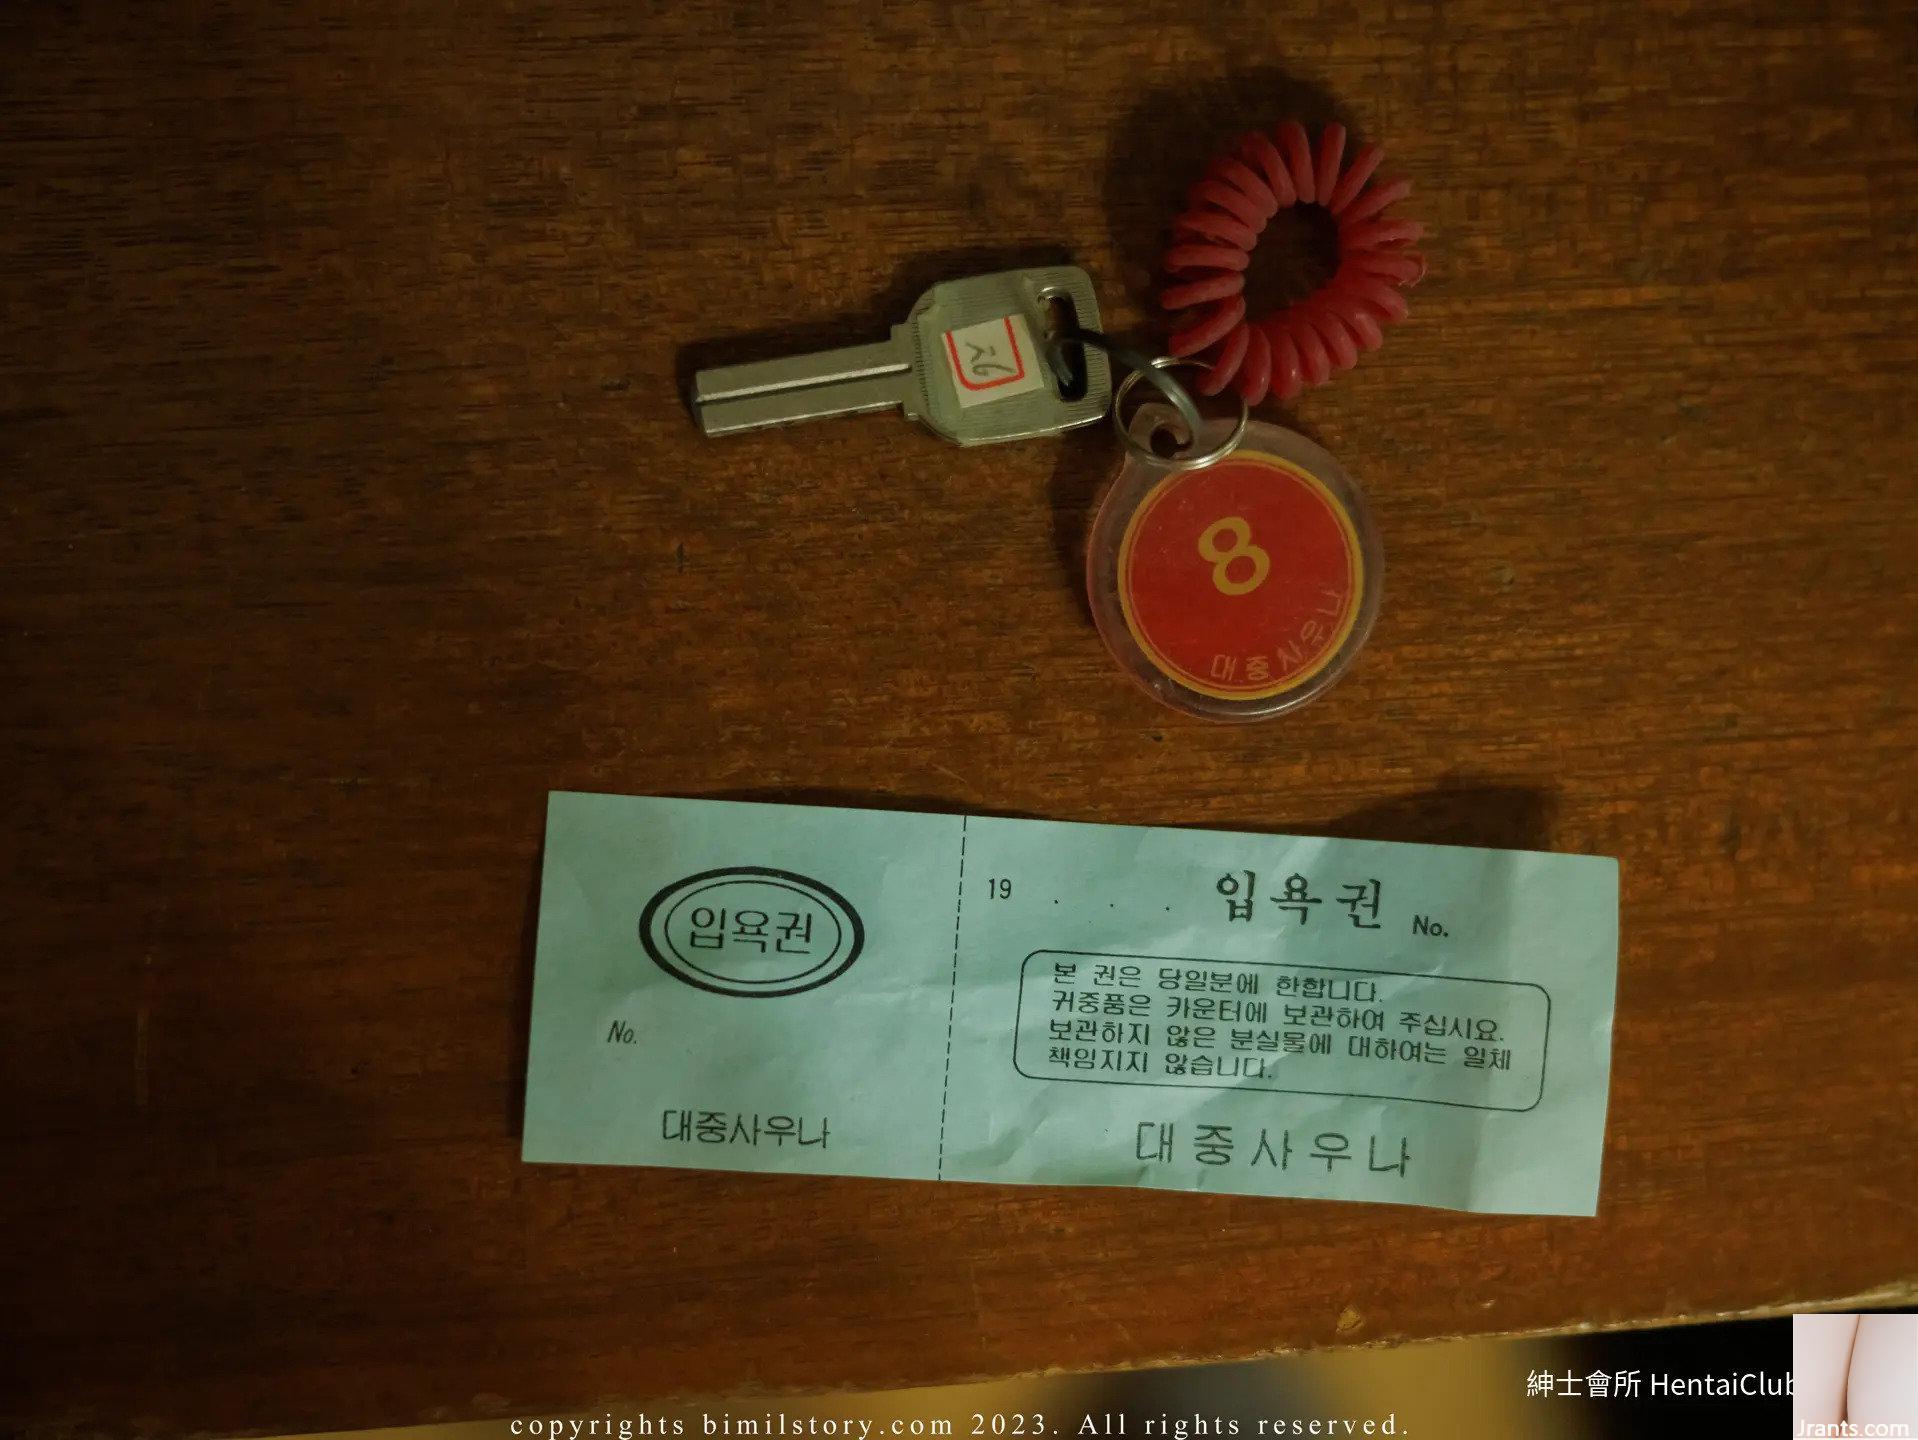 8
대중사우나
입욕권
No.
대중사우나
19 . . . 입욕권 No.
본 권은 당일분에 한합니다.
귀중품은 카운터에 보관하여 주십시요.
보관하지 않은 분실물에 대하여는 일체
책임지지 않습니다.
대중사우나
紳士會所 HentaiClub
Jrants.com
copyrights bimilstory.com 2023. All rights reserved.